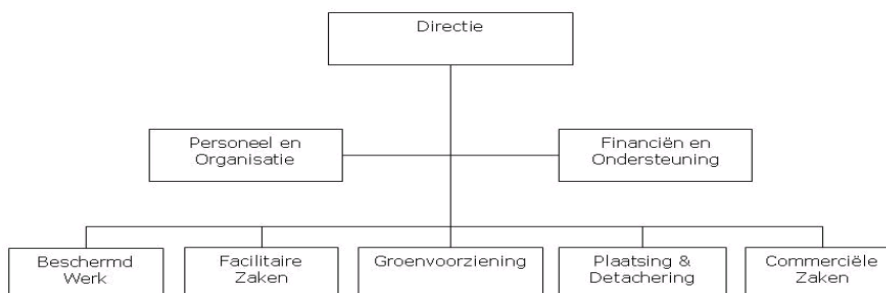 Directie
Personeel en
Organisatie
Financiën en
Ondersteuning
Beschermd
Werk
Facilitaire
Zaken
Groenvoorziening
Plaatsing &
Detachering
Commerciële
Zaken